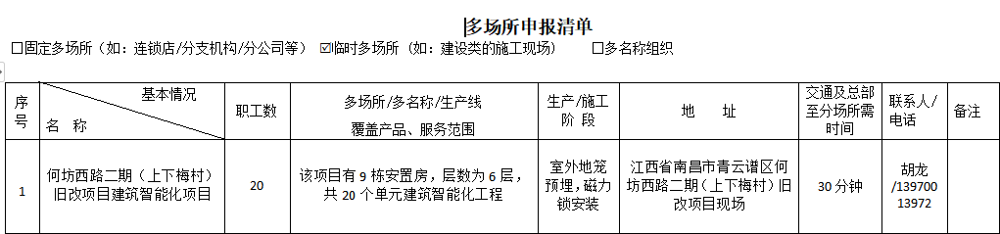 多场所申报清单
□固定多场所（如：连锁店/分支机构/分公司等） ☑临时多场所（如：建设类的施工现场） □多名称组织
序号
基本情况
名 称
职工数
多场所/多名称/生产线
覆盖产品、服务范围
生产/施工
阶 段
地 址
交通及总部
至分场所需
时间
联系人/
电话
备注
1
何坊西路二期（上下梅村）
旧改项目建筑智能化项目
20
该项目有 9 栋安置房，层数为 6 层，
共 20 个单元建筑智能化工程
室外地笼
预埋，磁力
锁安装
江西省南昌市青云谱区何
坊西路二期（上下梅村）旧
改项目现场
30 分钟
胡龙
/139700
13972